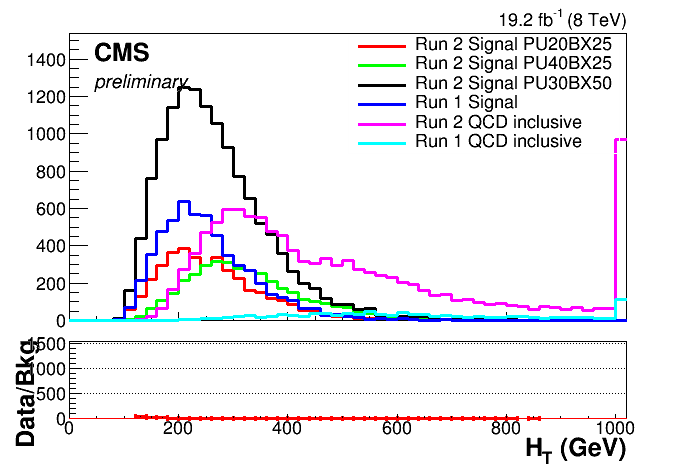 19.2 fb⁻¹ (8 TeV)
CMS
preliminary
Run 2 Signal PU20BX25
Run 2 Signal PU40BX25
Run 2 Signal PU30BX50
Run 1 Signal
Run 2 QCD inclusive
Run 1 QCD inclusive
1400
1200
1000
800
600
400
200
0
Data/Bkg.
1500
1000
500
0
0 200 400 600 800 1000
H_T (GeV)